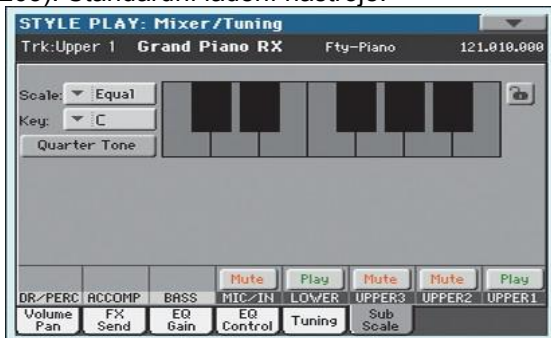 200). Standardní ladění nástroje.
STYLE PLAY: Mixer/Tuning
Trk:Upper 1 Grand Piano RX Fty-Piano 121.010.000
Scale: Equal
Key: C
Quarter Tone
Mute Play Mute Mute Play
DR/PERC ACCOMP BASS MIC/IN LOWER UPPER3 UPPER2 UPPER1
Volume Pan FX Send EQ Gain EQ Control Tuning Sub Scale